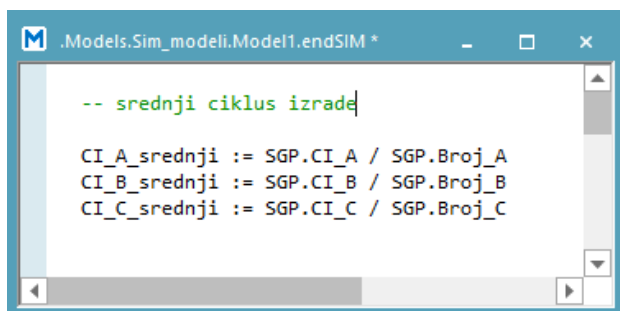 M .Models.Sim_modeli.Model1.endSIM *
-- srednji ciklus izrade
CI_A_srednji := SGP.CI_A / SGP.Broj_A
CI_B_srednji := SGP.CI_B / SGP.Broj_B
CI_C_srednji := SGP.CI_C / SGP.Broj_C